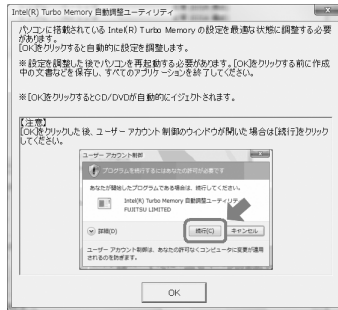 Intel(R) Turbo Memory 自動調整ユーティリティ
パソコンに搭載されている Intel(R) Turbo Memory の設定を最適な状態に調整する必要
があります。
[OK]をクリックすると自動的に設定を調整します。
※設定を調整した後でパソコンを再起動する必要があります。[OK]をクリックする前に作成
中の文書などを保存し、すべてのアプリケーションを終了してください。
※[OK]をクリックするとCD/DVDが自動的にイジェクトされます。
【注意】
[OK]をクリックした後、ユーザー アカウント制御のウィンドウが開いた場合は[続行]をクリック
してください。
ユーザー アカウント制御
プログラムを続行するにはあなたの許可が必要です
あなたが開始したプログラムである場合は、続行してください。
Intel(R) Turbo Memory 自動調整ユーティリティ
FUJITSU LIMITED
詳細(D)
続行(C)
キャンセル
ユーザー アカウント制御は、あなたの許可なくコンピュータに変更が適用
されるのを防ぎます。
OK